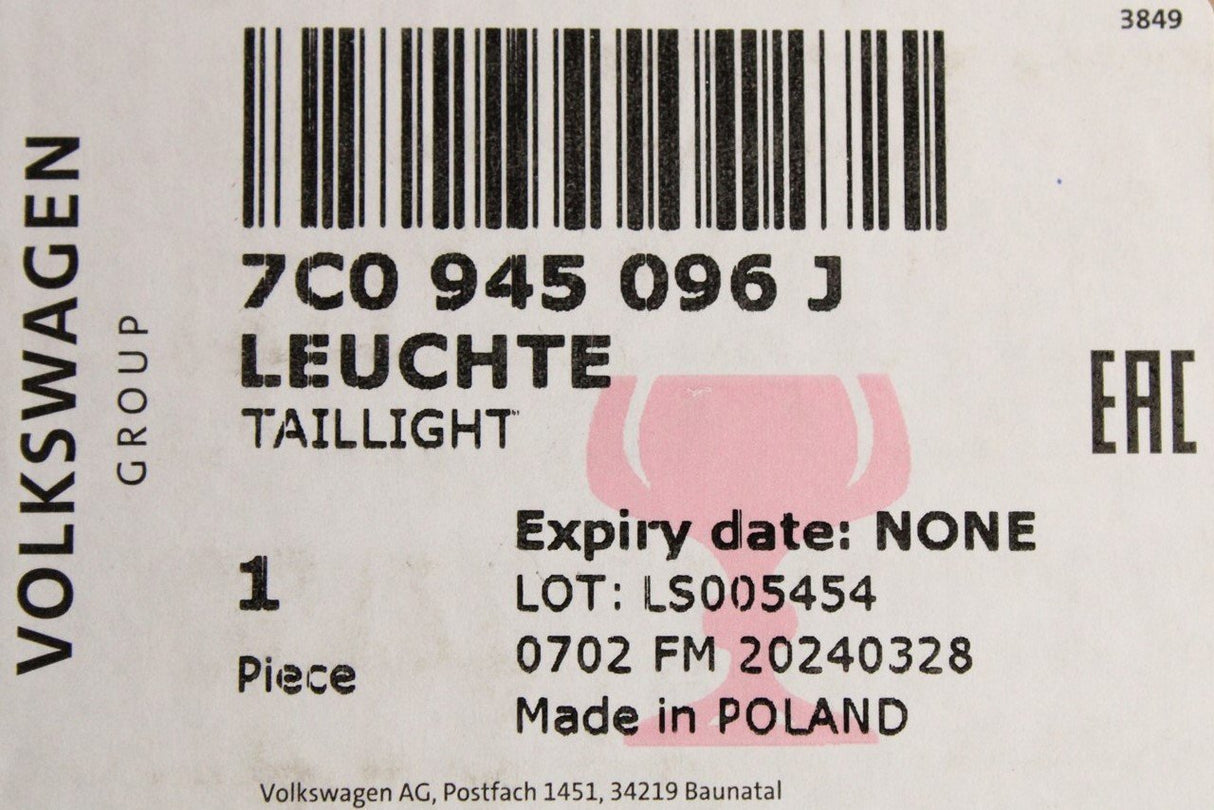 3849
VOLKSWAGEN
GROUP
7C0 945 096 J
LEUCHTE
TAILLIGHT
EAC
Expiry date: NONE
1
LOT: LS005454
0702 FM 20240328
Piece
Made in POLAND
Volkswagen AG, Postfach 1451, 34219 Baunatal